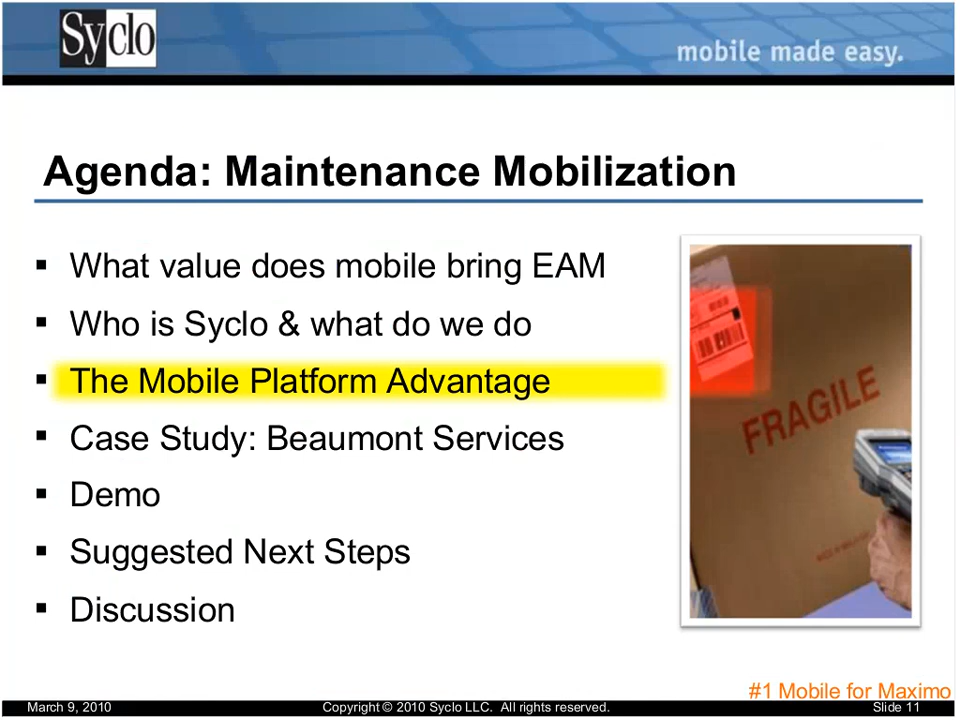 Syclo
mobile made easy.
Agenda: Maintenance Mobilization
▪ What value does mobile bring EAM
▪ Who is Syclo & what do we do
▪ The Mobile Platform Advantage
▪ Case Study: Beaumont Services
▪ Demo
▪ Suggested Next Steps
▪ Discussion
FRAGILE
#1 Mobile for Maximo
March 9, 2010 Copyright © 2010 Syclo LLC. All rights reserved. Slide 11